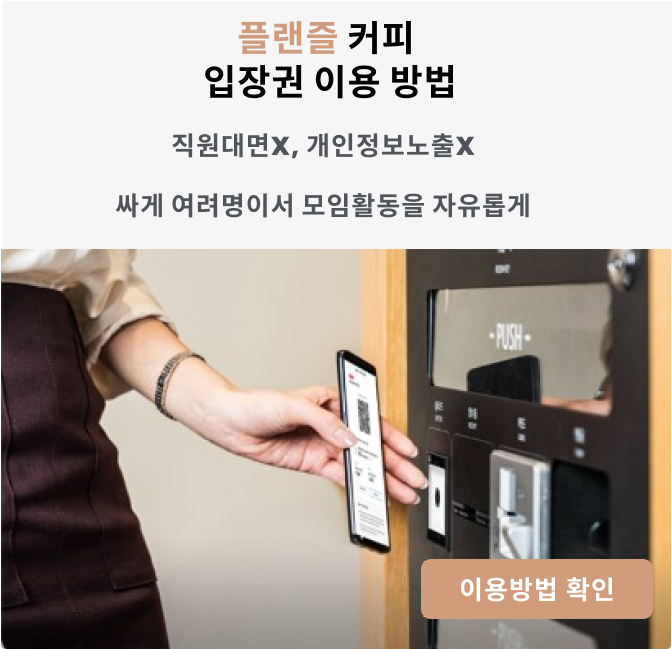 플랜즐 커피
입장권 이용 방법
직원대면X, 개인정보노출X
싸게 여려명이서 모임활동을 자유롭게
-PUSH-
이용방법 확인